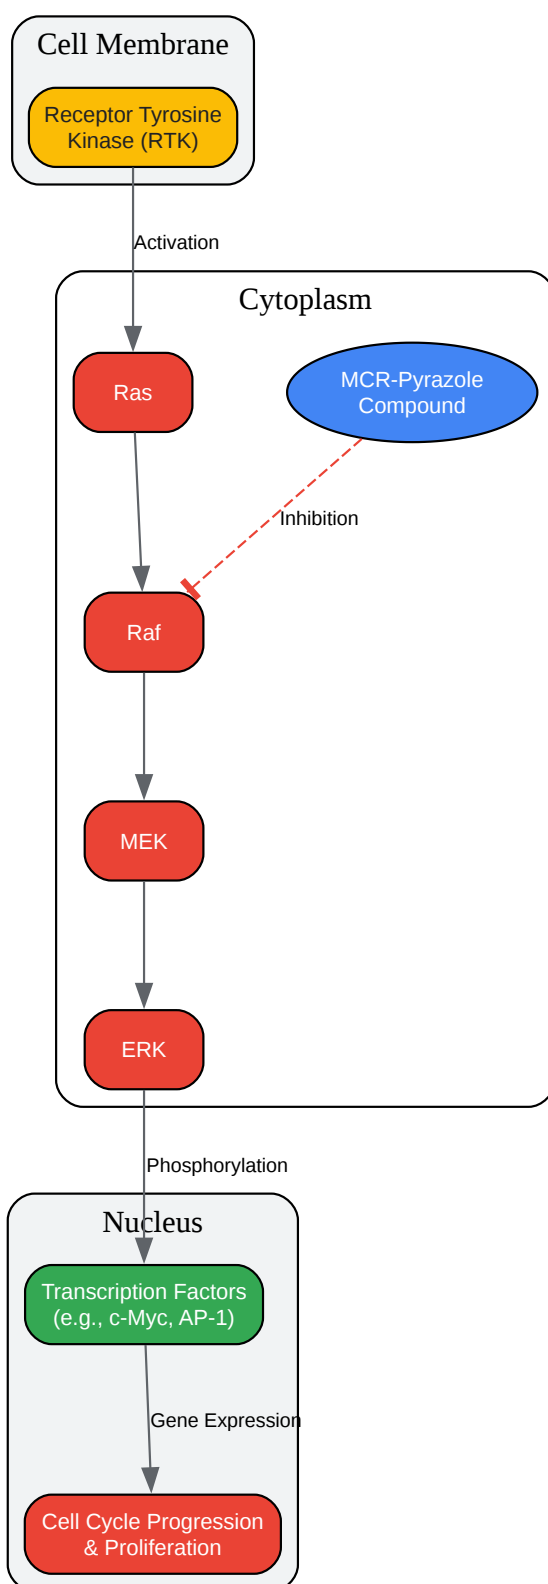 Cell Membrane
Receptor Tyrosine
Kinase (RTK)
Activation
Cytoplasm
Ras
MCR-Pyrazole
Compound
Inhibition
Raf
MEK
ERK
Phosphorylation
Nucleus
Transcription Factors
(e.g., c-Myc, AP-1)
Gene Expression
Cell Cycle Progression
& Proliferation